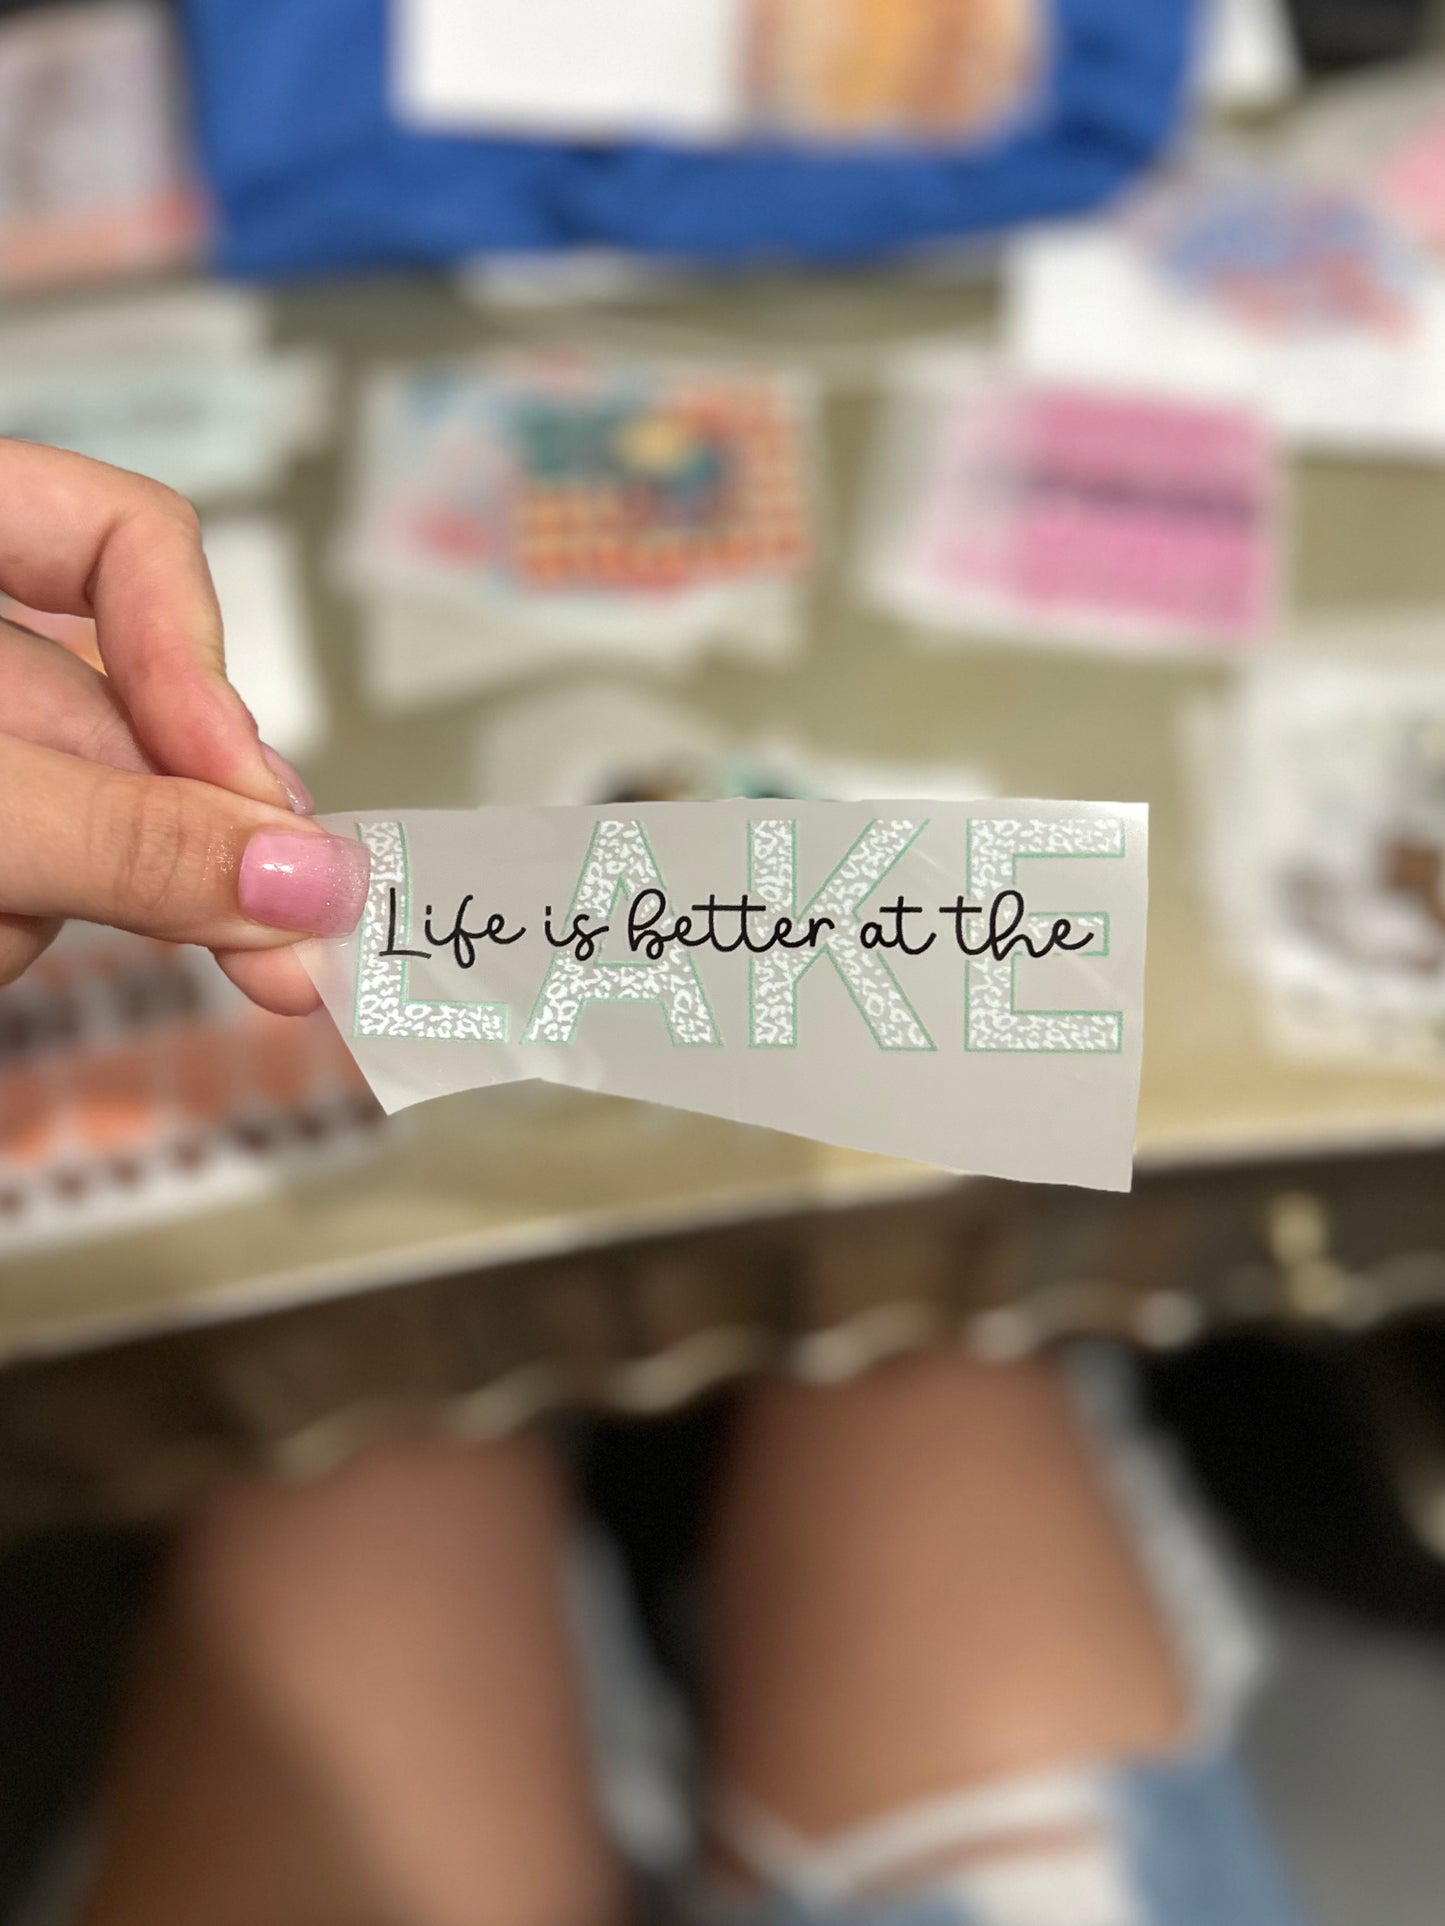 Life is better at the
LAKE